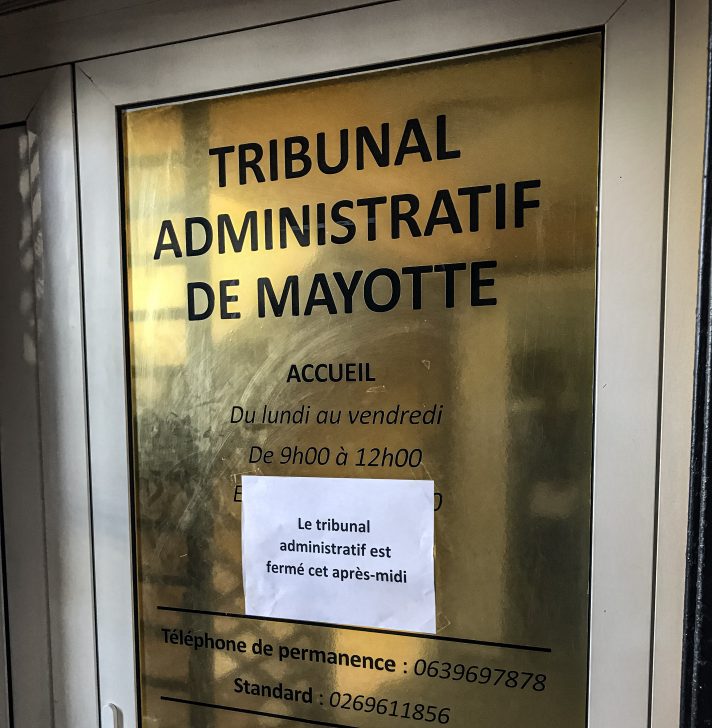 TRIBUNAL
ADMINISTRATIF
DE MAYOTTE
ACCUEIL
Du lundi au vendredi
De 9h00 à 12h00
Le tribunal
administratif est
fermé cet après-midi
Téléphone de permanence : 0639697878
Standard : 0269611856